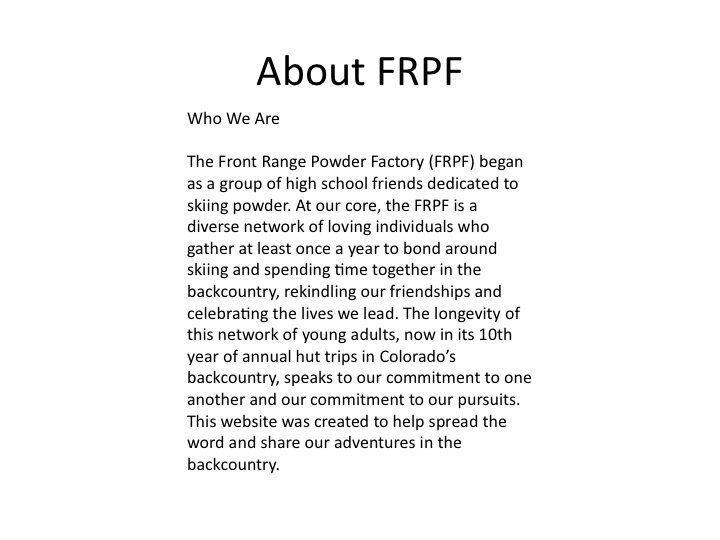 About FRPF
Who We Are
The Front Range Powder Factory (FRPF) began
as a group of high school friends dedicated to
skiing powder. At our core, the FRPF is a
diverse network of loving individuals who
gather at least once a year to bond around
skiing and spending time together in the
backcountry, rekindling our friendships and
celebrating the lives we lead. The longevity of
this network of young adults, now in its 10th
year of annual hut trips in Colorado’s
backcountry, speaks to our commitment to one
another and our commitment to our pursuits.
This website was created to help spread the
word and share our adventures in the
backcountry.